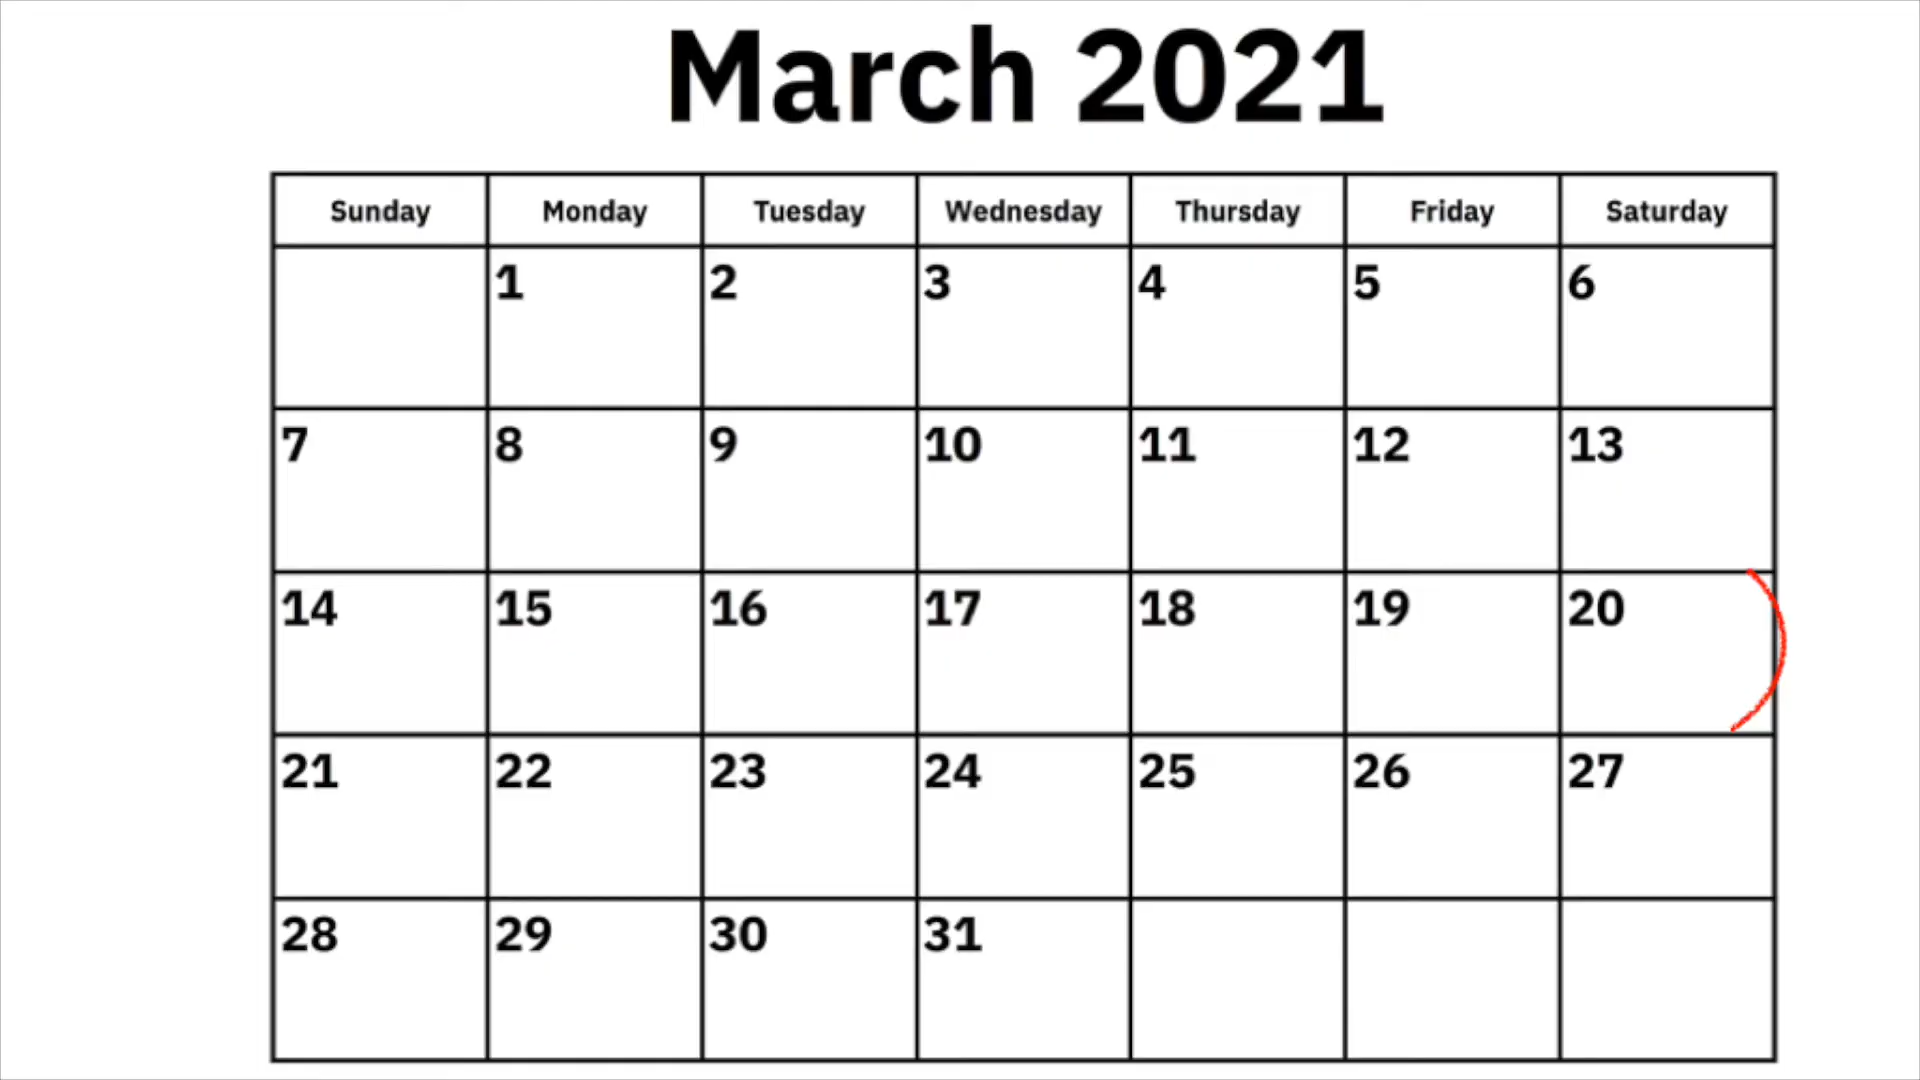 March 2021
Sunday Monday Tuesday Wednesday Thursday Friday Saturday
1 2 3 4 5 6
7 8 9 10 11 12 13
14 15 16 17 18 19 20
21 22 23 24 25 26 27
28 29 30 31